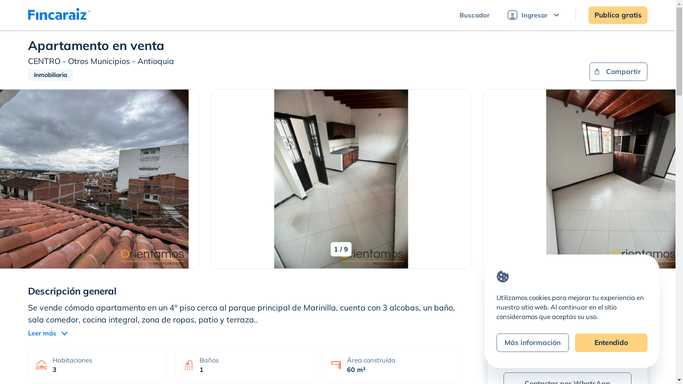 Fincaraiz
Buscador
Ingresar
Publica gratis
Apartamento en venta
CENTRO - Otros Municipios - Antioquia
Inmobiliaria
Compartir
Orientamos
1 / 9
Orientamos
Orientamos
Descripción general
Se vende cómodo apartamento en un 4° piso cerca al parque principal de Marinilla, cuenta con 3 alcobas, un baño,
sala comedor, cocina integral, zona de ropas, patio y terraza..
Leer más
Habitaciones
3
Baños
1
Área construída
60 m²
Utilizamos cookies para mejorar tu experiencia en
nuestro sitio web. Al continuar en el sitio
consideramos que aceptas su uso.
Más información
Entendido
Contactar por WhatsApp